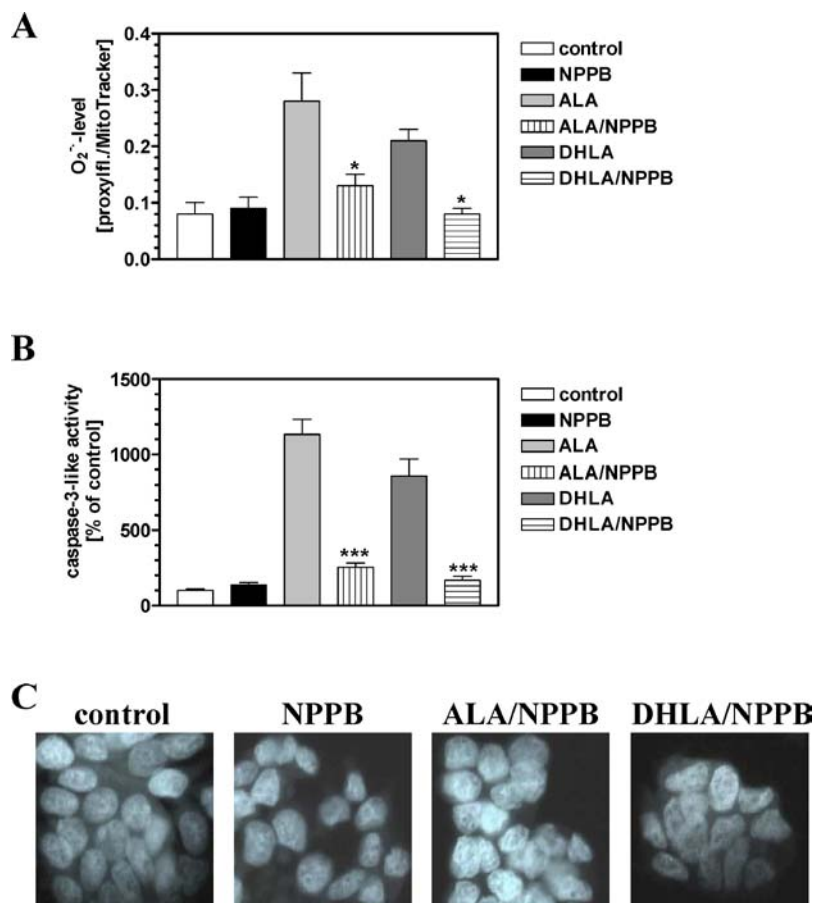 A
O2⁻·-level
[proxylfl./MitoTracker]
0.4
0.3
0.2
0.1
0.0
*
*
control
NPPB
ALA
ALA/NPPB
DHLA
DHLA/NPPB
B
caspase-3-like activity
[% of control]
1500
1000
500
0
***
***
control
NPPB
ALA
ALA/NPPB
DHLA
DHLA/NPPB
C
control NPPB ALA/NPPB DHLA/NPPB